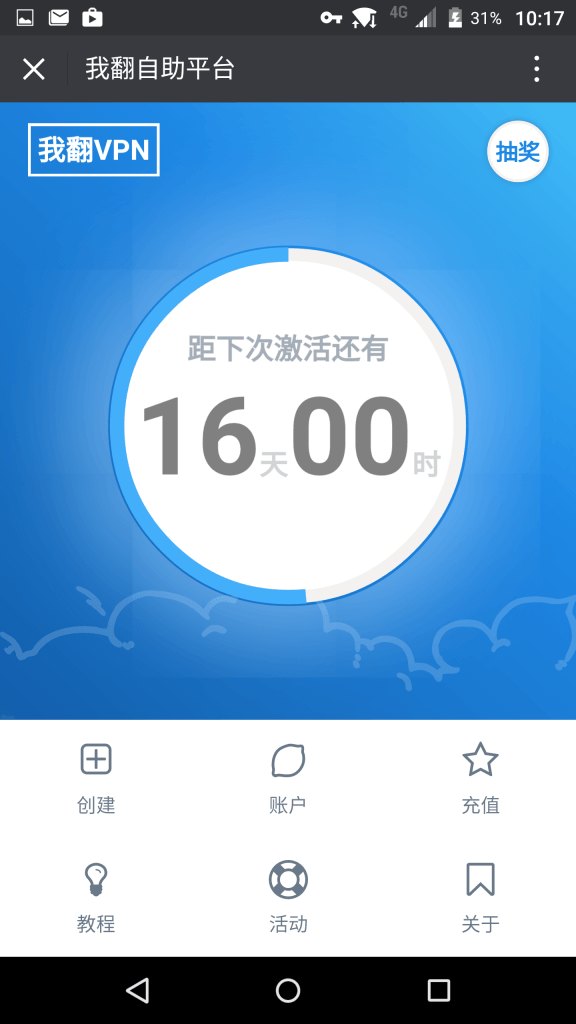 4G
31%
10:17
我翻自助平台
我翻VPN
抽奖
距下次激活还有
16天00时
创建
账户
充值
教程
活动
关于